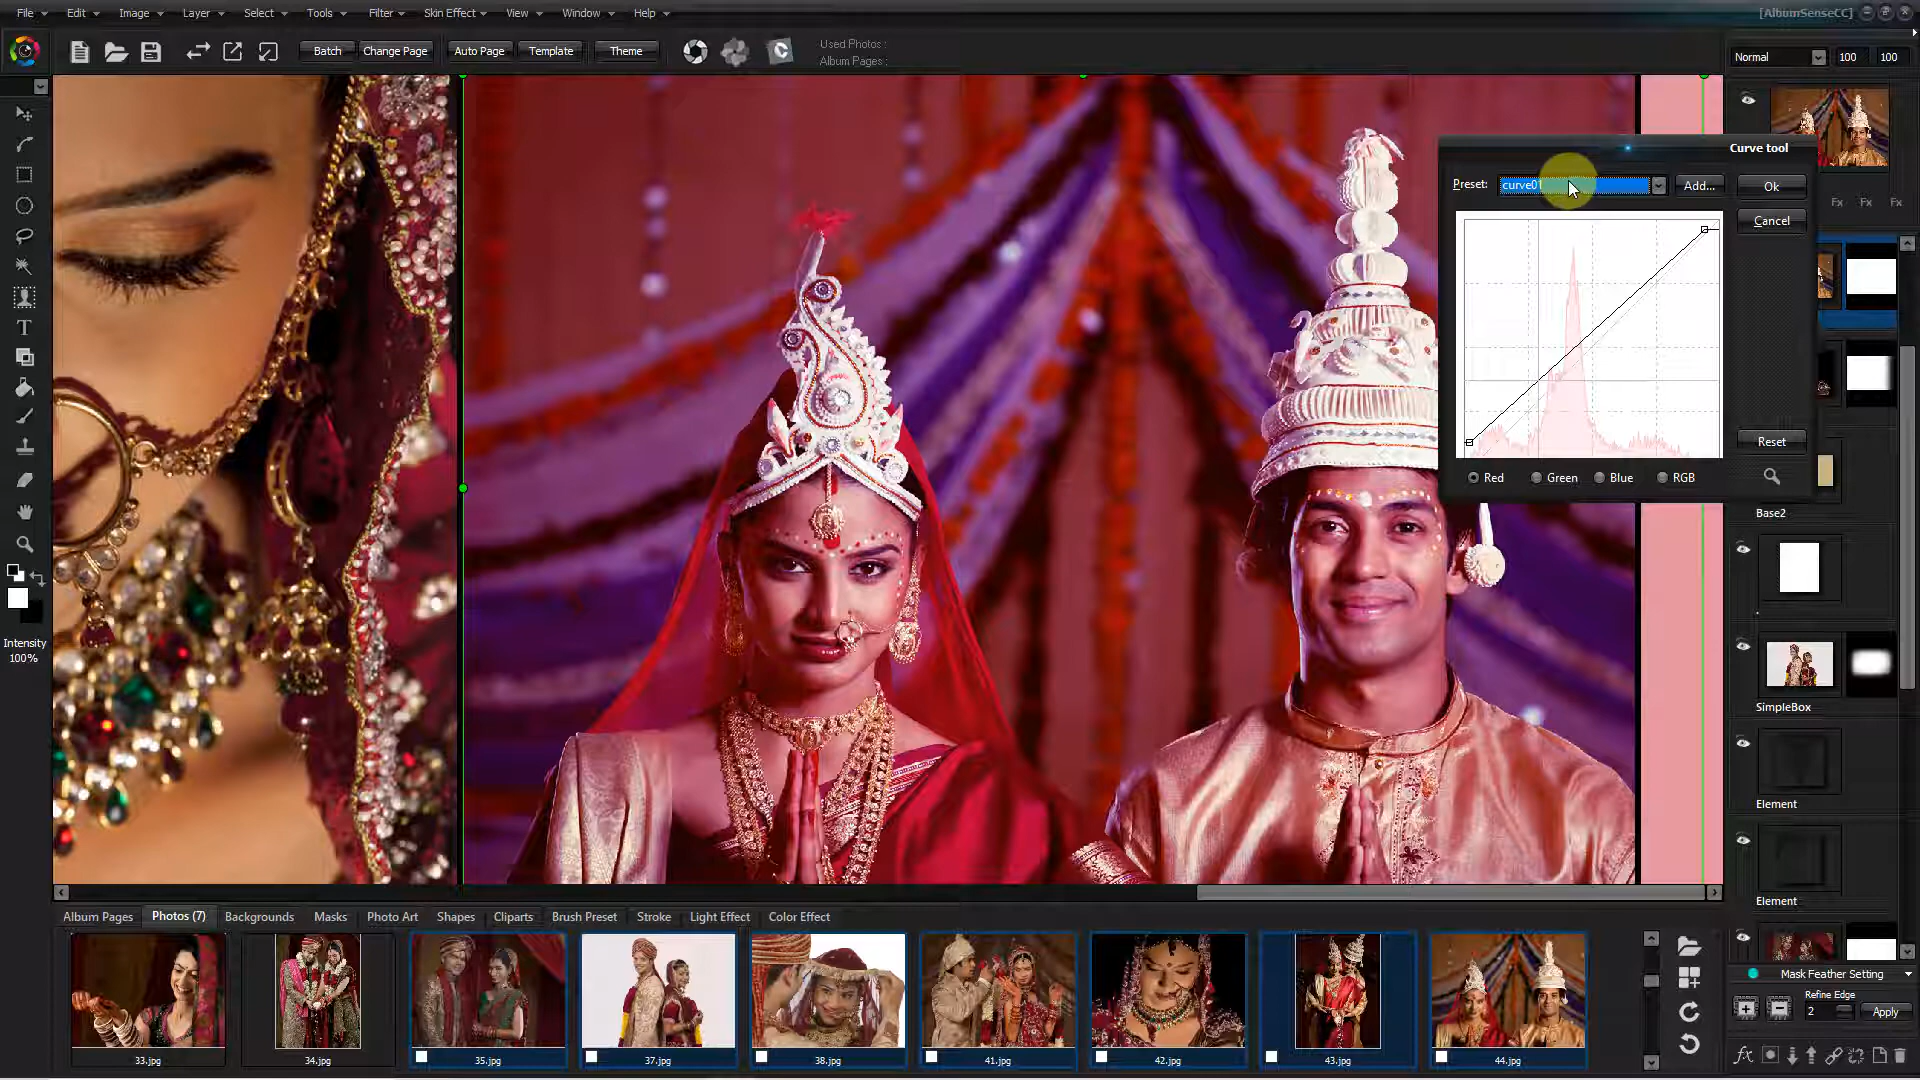 File Edit Image Layer Select Tools Filter Skin Effect View Window Help [AlbumSenseCC]
Batch Change Page Auto Page Template Theme Used Photos :
Album Pages :
Normal 100 100
Curve tool
Preset: curve01 Add... Ok
Cancel
Fx Fx Fx
Reset
Red Green Blue RGB
Base2
T
Intensity
100%
SimpleBox
Element
Element
Album Pages Photos (7) Backgrounds Masks Photo Art Shapes Cliparts Brush Preset Stroke Light Effect Color Effect
Mask Feather Setting
Refine Edge
2 Apply
33.jpg 34.jpg 35.jpg 37.jpg 38.jpg 41.jpg 42.jpg 43.jpg 44.jpg
fx